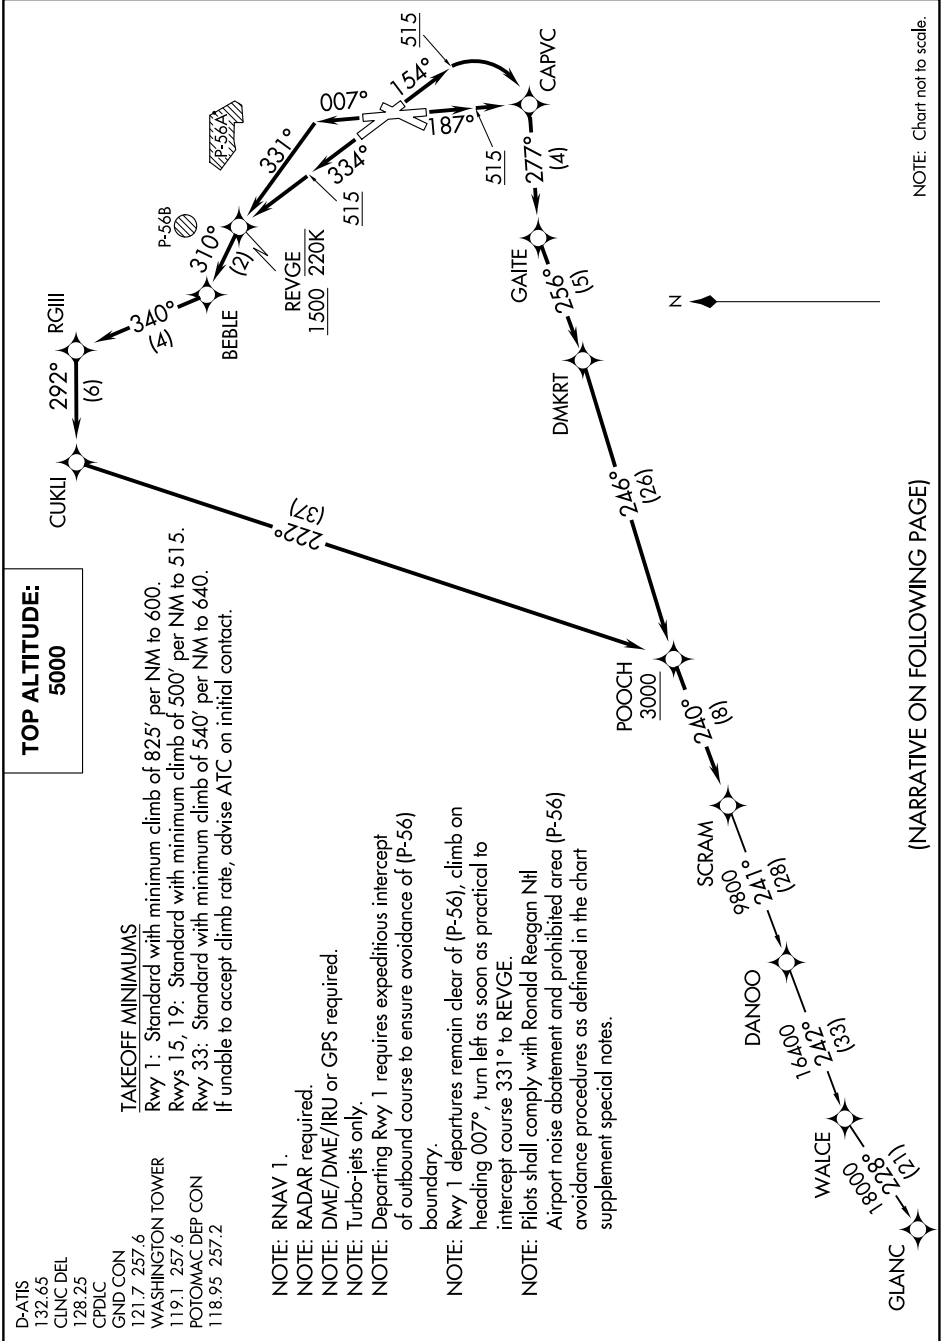 D-ATIS
132.65
CLNC DEL
128.25
CPDLC
GND CON
121.7 257.6
WASHINGTON TOWER
119.1 257.6
POTOMAC DEP CON
118.95 257.2
TOP ALTITUDE:
5000
TAKEOFF MINIMUMS
Rwy 1: Standard with minimum climb of 825' per NM to 600.
Rwys 15, 19: Standard with minimum climb of 500' per NM to 515.
Rwy 33: Standard with minimum climb of 540' per NM to 640.
If unable to accept climb rate, advise ATC on initial contact.
NOTE: RNAV 1.
NOTE: RADAR required.
NOTE: DME/DME/IRU or GPS required.
NOTE: Turbo-jets only.
NOTE: Departing Rwy 1 requires expeditious intercept
of outbound course to ensure avoidance of (P-56)
boundary.
NOTE: Rwy 1 departures remain clear of (P-56), climb on
heading 007°, turn left as soon as practical to
intercept course 331° to REVGE.
NOTE: Pilots shall comply with Ronald Reagan Ntl
Airport noise abatement and prohibited area (P-56)
avoidance procedures as defined in the chart
supplement special notes.
CUKLI
292°
(6)
RGIII
340°
(4)
BEBLE
310°
(2)
P-56B
P-56A
REVGE
1500 220K
331°
007°
334°
515
154°
515
187°
515
CAPVC
277°
(4)
GAITE
256°
(5)
DMKRT
246°
(26)
222°
(37)
POOCH
3000
240°
(8)
SCRAM
9800
241°
(28)
DANOO
16400
242°
(33)
WALCE
18000
228°
(21)
GLANC
N
NOTE: Chart not to scale.
(NARRATIVE ON FOLLOWING PAGE)